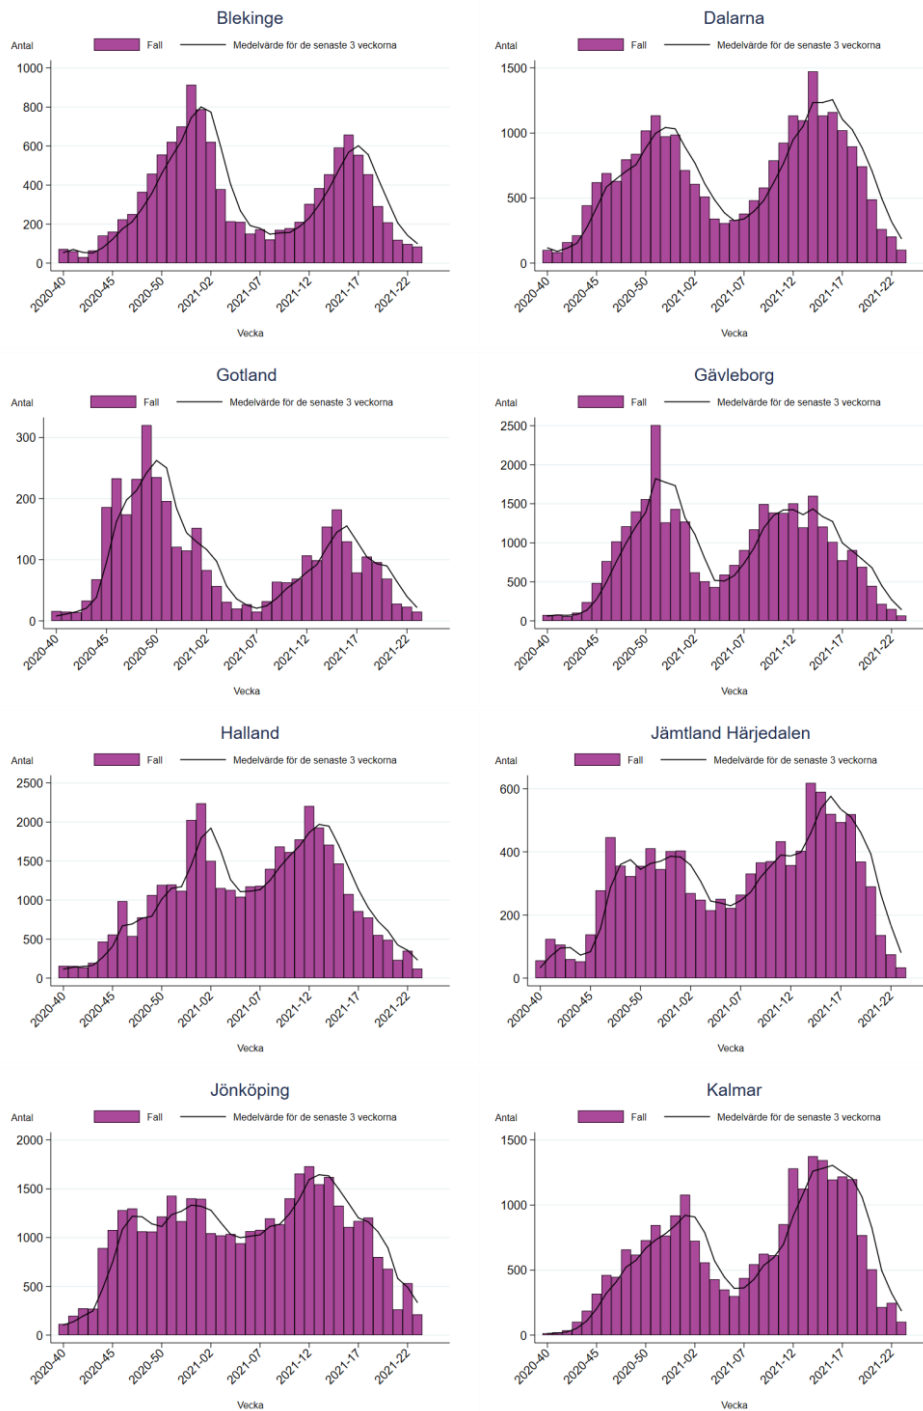 Blekinge
Antal
Fall
Medelvärde för de senaste 3 veckorna
1000
800
600
400
200
0
2020-40
2020-45
2020-50
2021-02
2021-07
2021-12
2021-17
2021-22
Vecka
Dalarna
Antal
Fall
Medelvärde för de senaste 3 veckorna
1500
1000
500
0
2020-40
2020-45
2020-50
2021-02
2021-07
2021-12
2021-17
2021-22
Vecka
Gotland
Antal
Fall
Medelvärde för de senaste 3 veckorna
300
200
100
0
2020-40
2020-45
2020-50
2021-02
2021-07
2021-12
2021-17
2021-22
Vecka
Gävleborg
Antal
Fall
Medelvärde för de senaste 3 veckorna
2500
2000
1500
1000
500
0
2020-40
2020-45
2020-50
2021-02
2021-07
2021-12
2021-17
2021-22
Vecka
Halland
Antal
Fall
Medelvärde för de senaste 3 veckorna
2500
2000
1500
1000
500
0
2020-40
2020-45
2020-50
2021-02
2021-07
2021-12
2021-17
2021-22
Vecka
Jämtland Härjedalen
Antal
Fall
Medelvärde för de senaste 3 veckorna
600
400
200
0
2020-40
2020-45
2020-50
2021-02
2021-07
2021-12
2021-17
2021-22
Vecka
Jönköping
Antal
Fall
Medelvärde för de senaste 3 veckorna
2000
1500
1000
500
0
2020-40
2020-45
2020-50
2021-02
2021-07
2021-12
2021-17
2021-22
Vecka
Kalmar
Antal
Fall
Medelvärde för de senaste 3 veckorna
1500
1000
500
0
2020-40
2020-45
2020-50
2021-02
2021-07
2021-12
2021-17
2021-22
Vecka